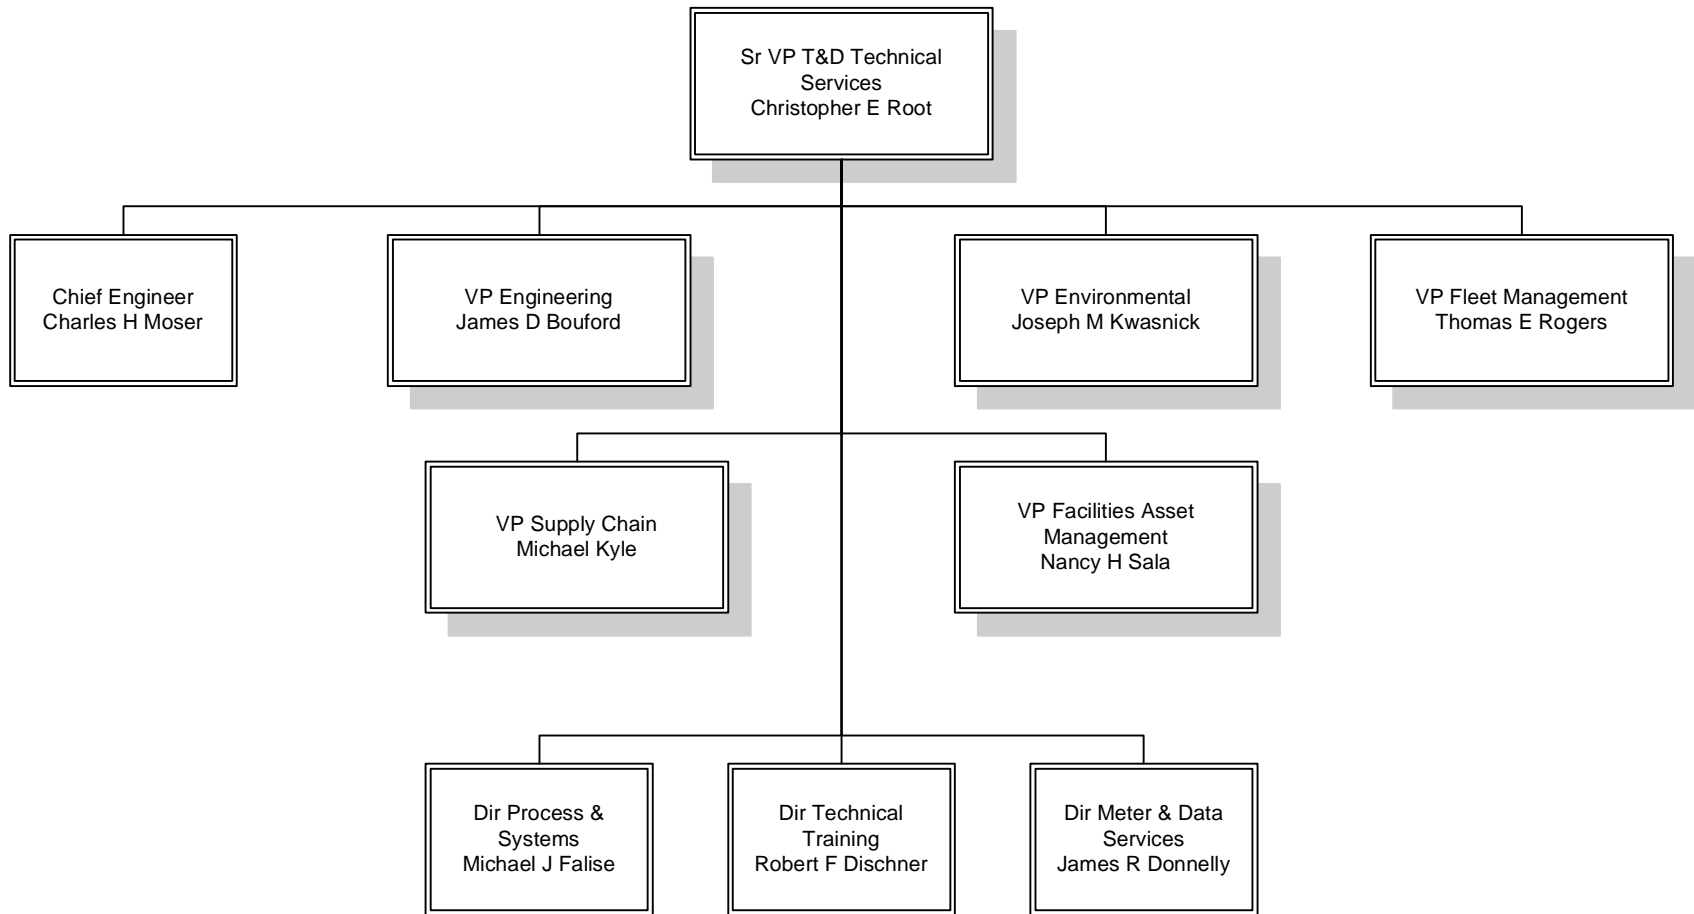 Sr VP T&D Technical
Services
Christopher E Root
Chief Engineer
Charles H Moser
VP Engineering
James D Bouford
VP Environmental
Joseph M Kwasnick
VP Fleet Management
Thomas E Rogers
VP Supply Chain
Michael Kyle
VP Facilities Asset
Management
Nancy H Sala
Dir Process &
Systems
Michael J Falise
Dir Technical
Training
Robert F Dischner
Dir Meter & Data
Services
James R Donnelly